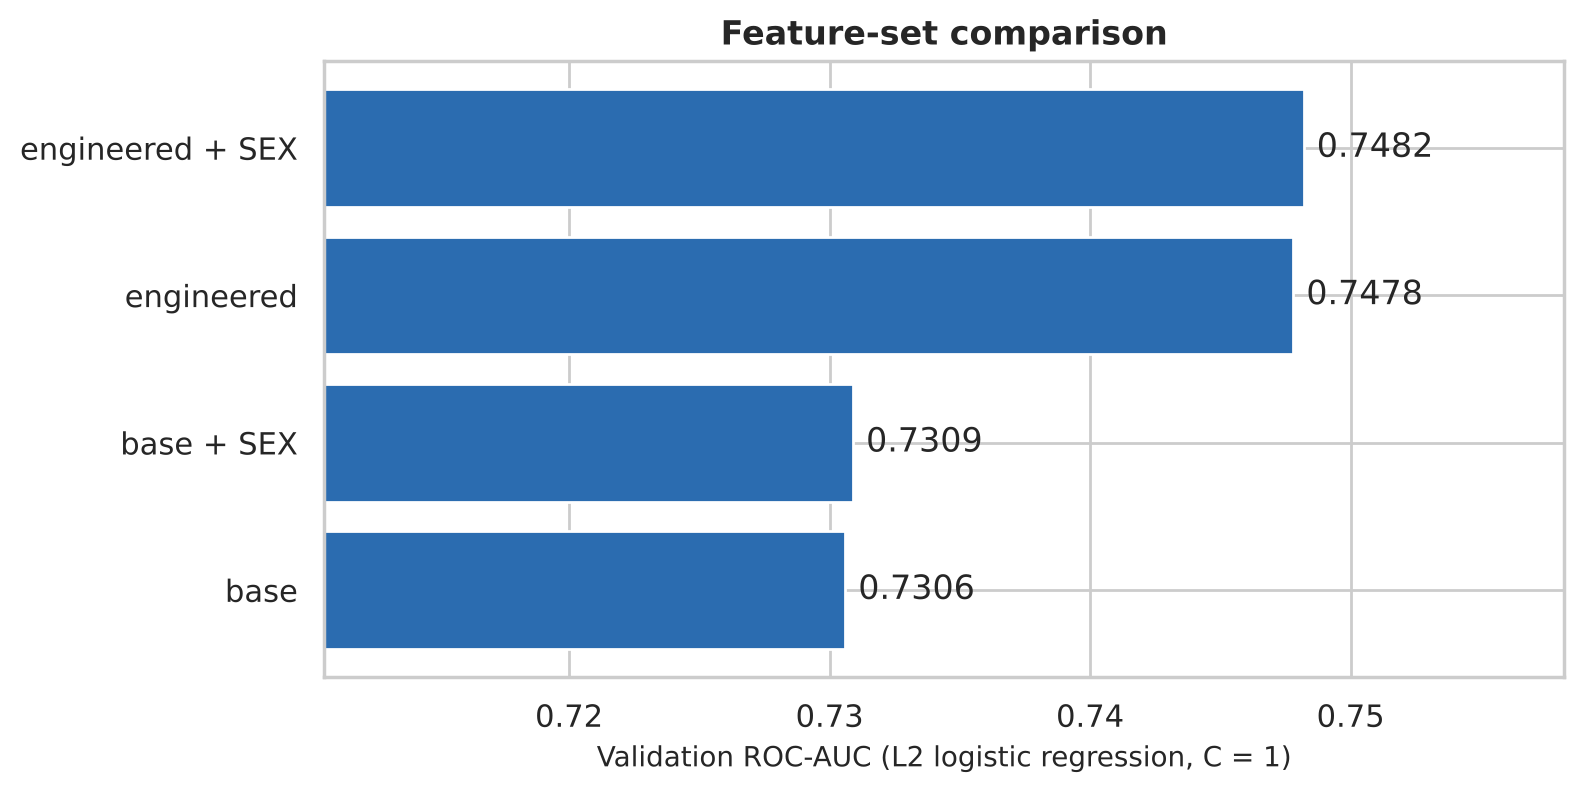 Feature-set comparison
engineered + SEX
0.7482
engineered
0.7478
base + SEX
0.7309
base
0.7306
0.72 0.73 0.74 0.75
Validation ROC-AUC (L2 logistic regression, C = 1)